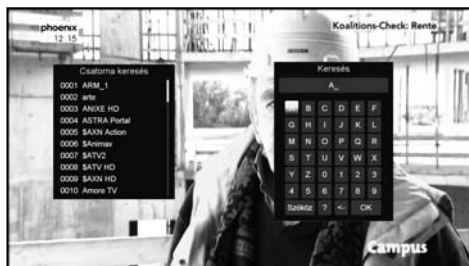 phoenix
12:15
Koalitions-Check: Rente
Csatorna keresés
0001 ARM_1
0002 arte
0003 ANIXE HD
0004 ASTRA Portal
0005 $AXN Action
0006 $Animax
0007 $ATV2
0008 $ATV HD
0009 $AXN HD
0010 Amore TV
Keresés
A_
B C D E F
G H I J K L
M N O P Q R
S T U V W X
Y Z 0 1 2 3
4 5 6 7 8 9
Szóköz ? <- OK
Campus